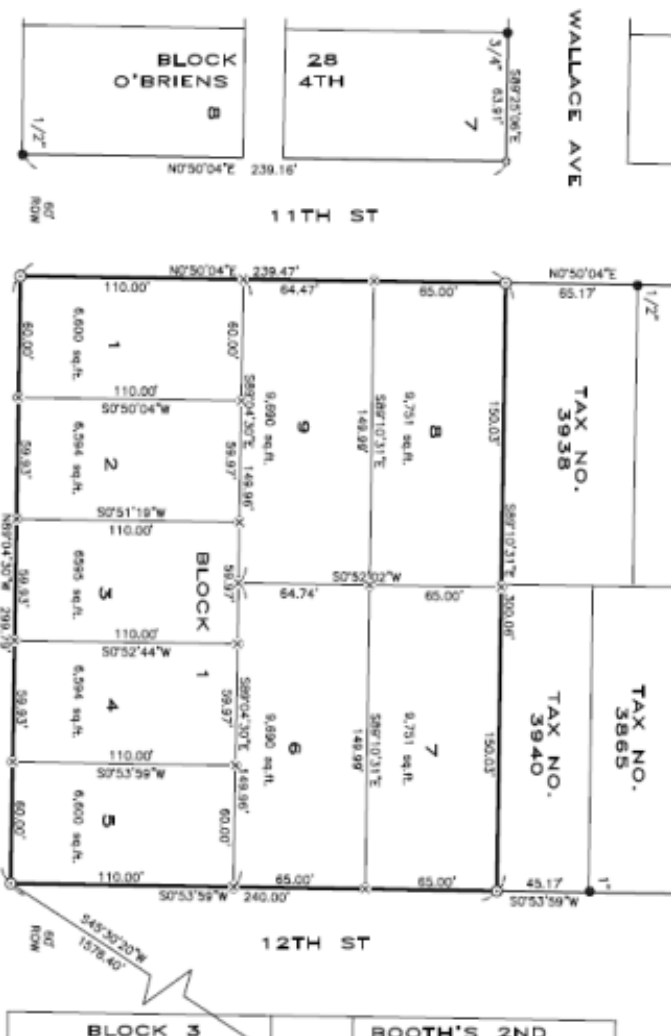 WALLACE AVE
BLOCK 28
O'BRIENS 4TH
8
7
3/4"
S89°25'06"E
63.91'
1/2"
N0°50'04"E 239.16'
60'
ROW
11TH ST
N0°50'04"E 239.47'
110.00'
64.47'
65.00'
N0°50'04"E
65.17'
1/2"
60.00'
6,600 sq.ft.
1
60.00'
110.00'
S0°50'04"W
S89°04'30"E 149.96'
9,690 sq.ft.
9
149.99'
S89°10'31"E
9,751 sq.ft.
8
150.03'
TAX NO.
3938
59.93'
6,594 sq.ft.
2
59.97'
S0°51'19"W
110.00'
N89°04'30"W 299.79'
59.93'
6595 sq.ft.
3
BLOCK 1
59.97'
S0°52'02"W
64.74'
65.00'
S89°10'31"E 300.06'
110.00'
S0°52'44"W
59.93'
6,594 sq.ft.
4
59.97'
S89°04'30"E 149.96'
9,690 sq.ft.
6
149.99'
S89°10'31"E
9,751 sq.ft.
7
150.03'
TAX NO.
3940
TAX NO.
3865
110.00'
S0°53'59"W
60.00'
6,600 sq.ft.
5
60.00'
110.00'
65.00'
65.00'
45.17'
1"
S0°53'59"W 240.00'
S0°53'59"W
60'
ROW
S45°30'20"W
1578.40'
12TH ST
BLOCK 3
BOOTH'S 2ND